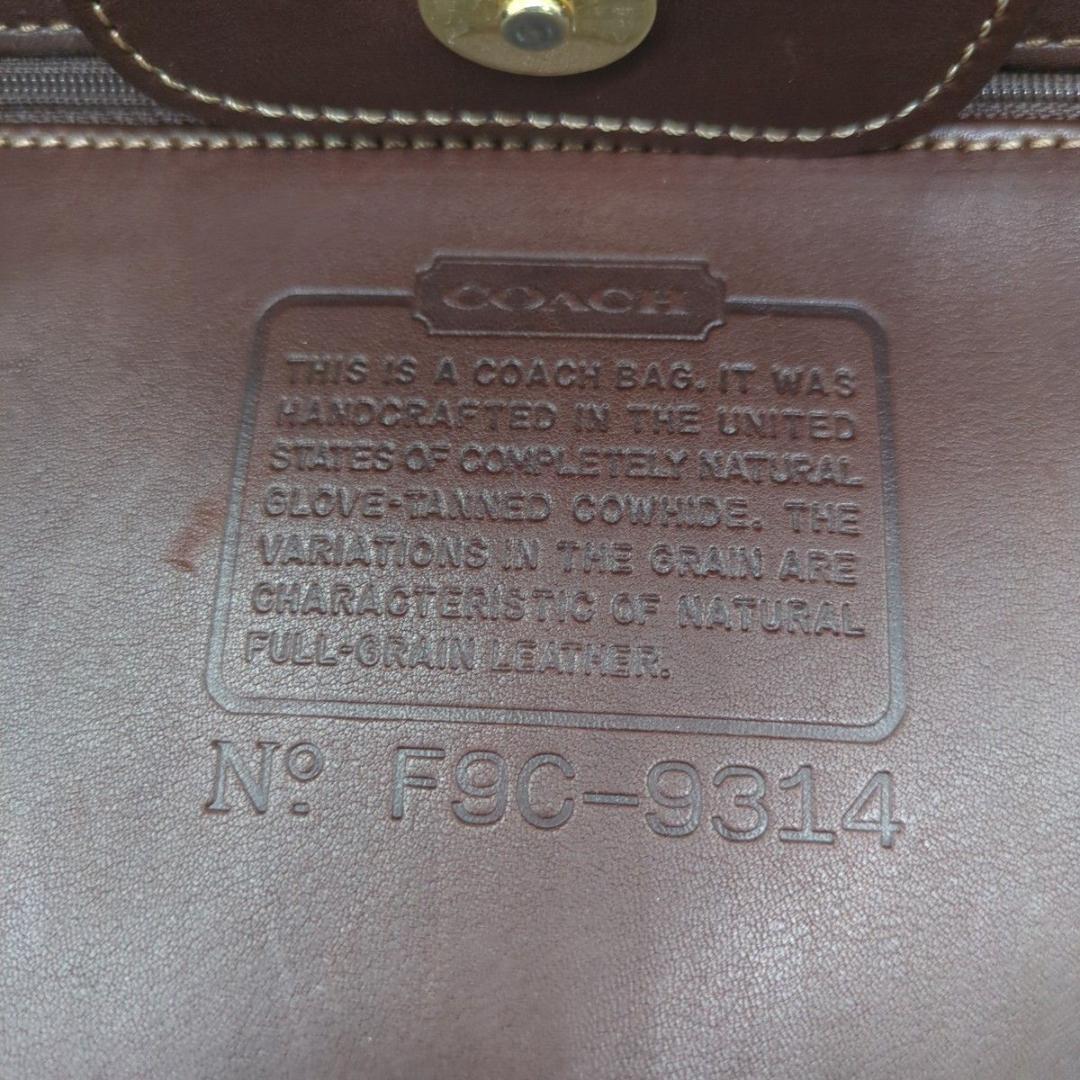 COACH
THIS IS A COACH BAG. IT WAS
HANDCRAFTED IN THE UNITED
STATES OF COMPLETELY NATURAL
GLOVE-TANNED COWHIDE. THE
VARIATIONS IN THE GRAIN ARE
CHARACTERISTIC OF NATURAL
FULL-GRAIN LEATHER.
Nº F9C-9314